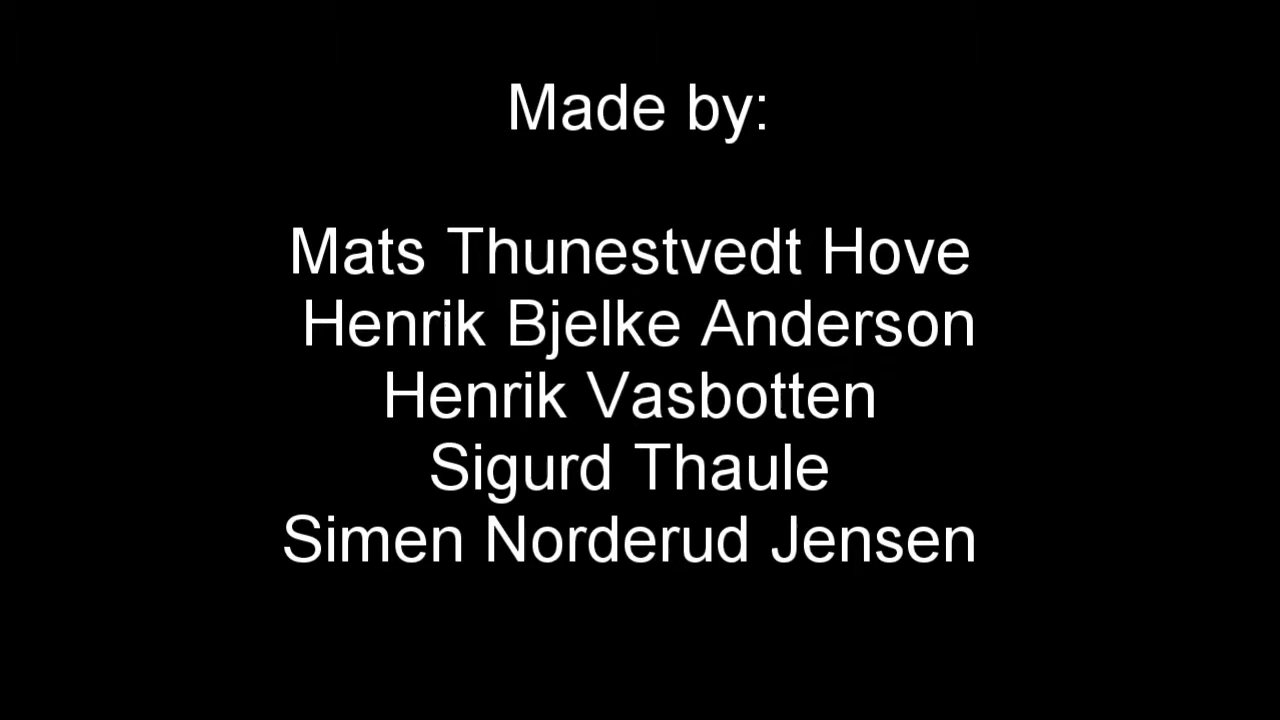 Made by:
Mats Thunestvedt Hove
Henrik Bjelke Anderson
Henrik Vasbotten
Sigurd Thaule
Simen Norderud Jensen